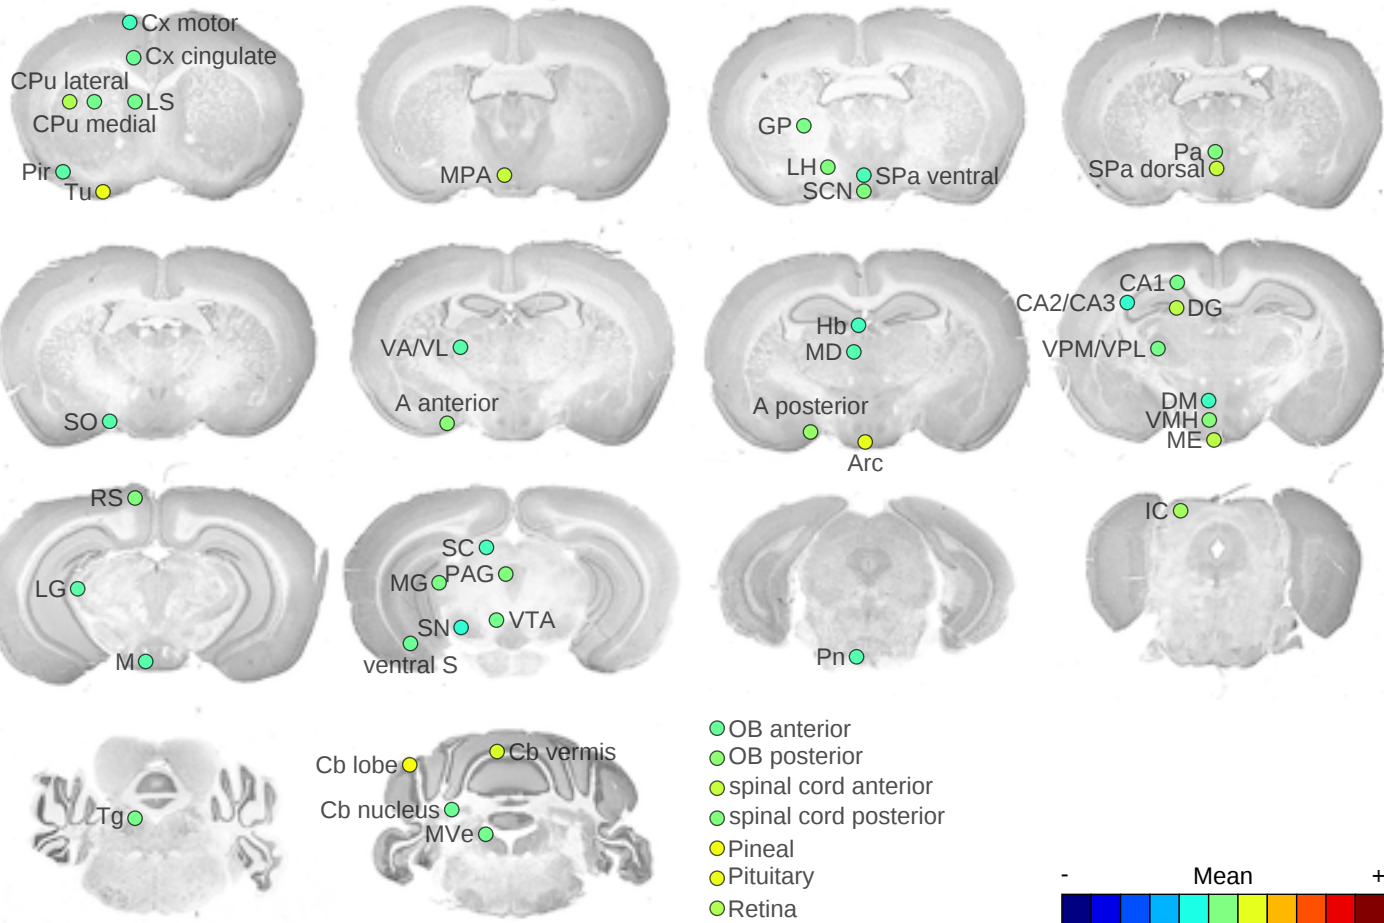 Cx motor
Cx cingulate
CPu lateral
LS
CPu medial
Pir
Tu
MPA
GP
LH
SPa ventral
SCN
Pa
SPa dorsal
SO
VA/VL
A anterior
Hb
MD
A posterior
Arc
CA1
CA2/CA3
DG
VPM/VPL
DM
VMH
ME
RS
LG
M
SC
MG
PAG
SN
VTA
ventral S
Pn
IC
Tg
Cb lobe
Cb vermis
Cb nucleus
MVe
OB anterior
OB posterior
spinal cord anterior
spinal cord posterior
Pineal
Pituitary
Retina
- Mean +